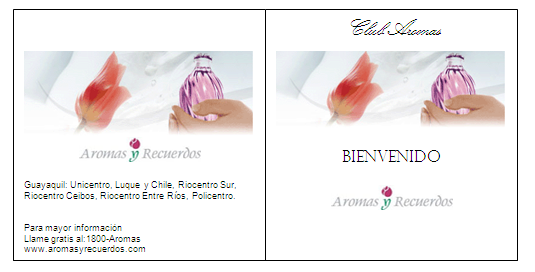 Aromas y Recuerdos
Guayaquil: Unicentro, Luque y Chile, Riocentro Sur,
Riocentro Ceibos, Riocentro Entre Ríos, Policentro.
Para mayor información
Llame gratis al:1800-Aromas
www.aromasyrecuerdos.com
Club Aromas
BIENVENIDO
Aromas y Recuerdos